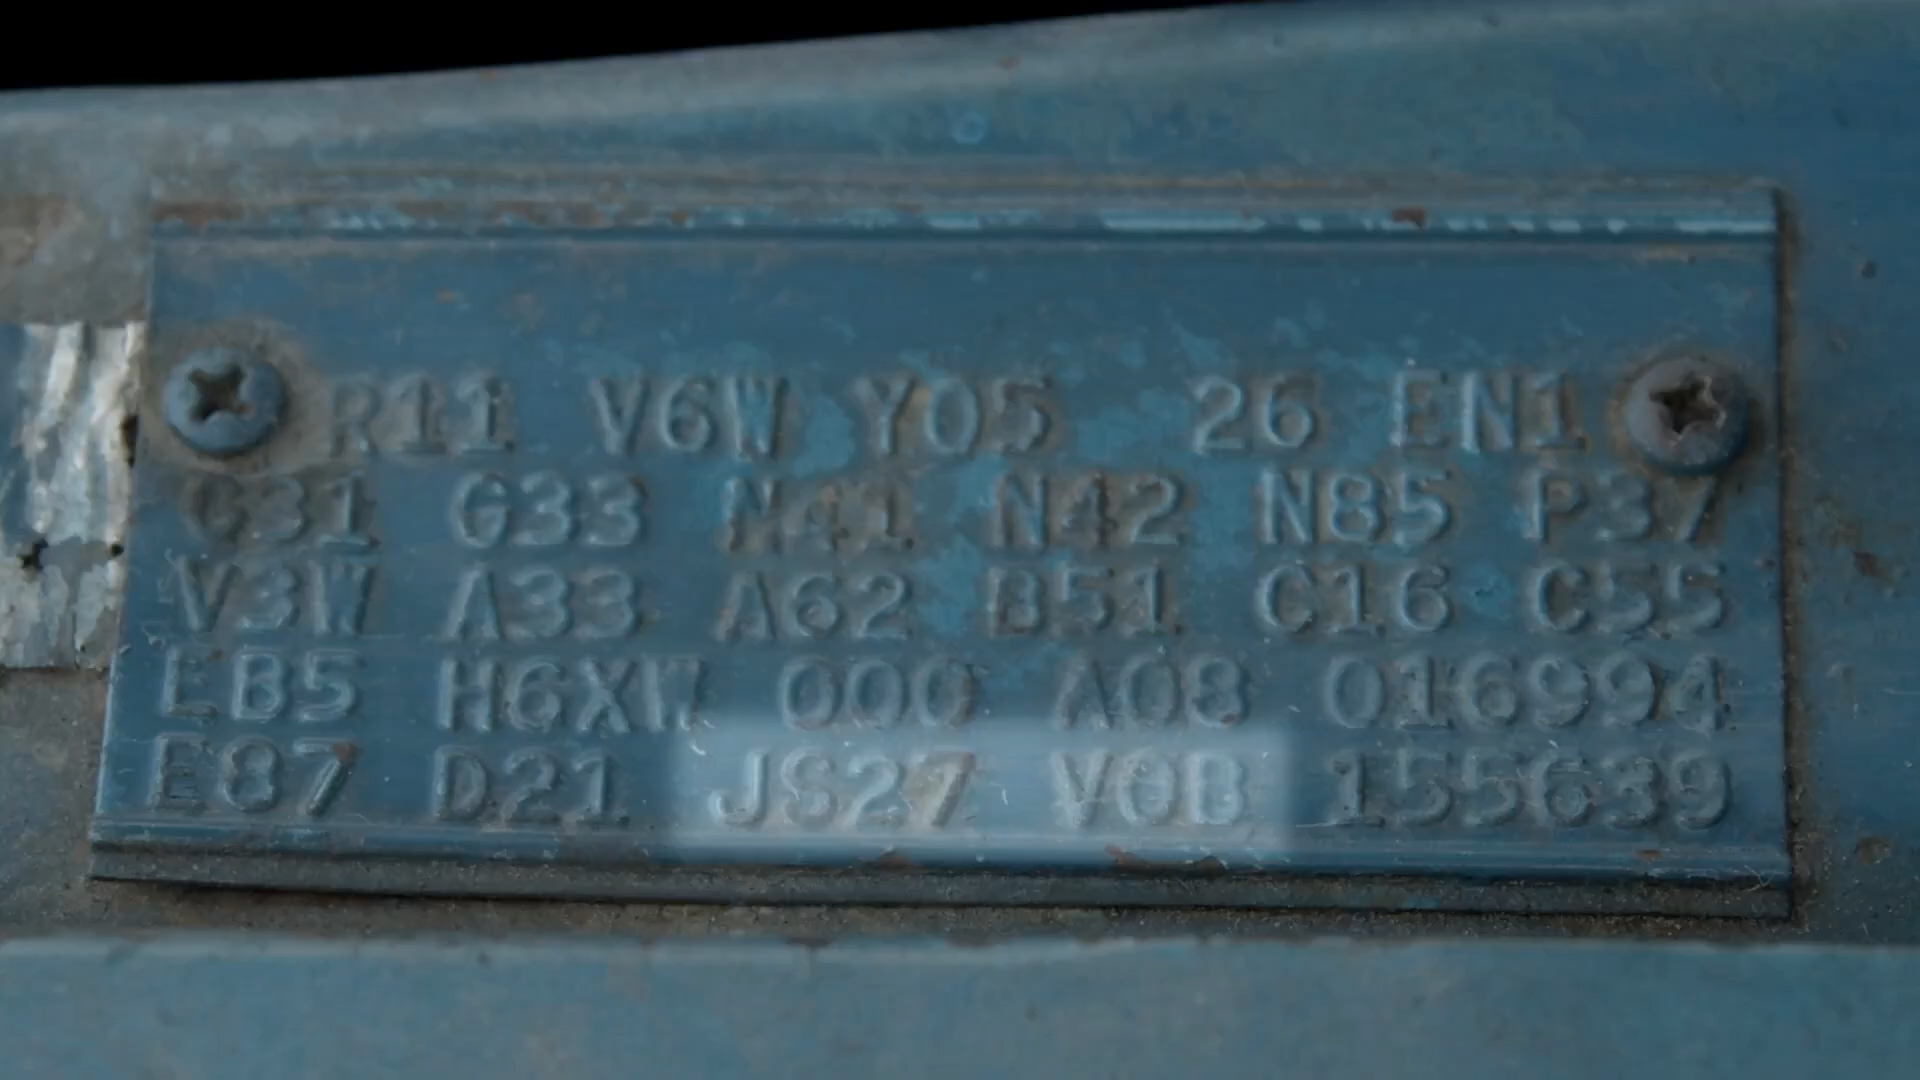 R11 V6W Y05 26 EN1
G31 G33 N41 N42 N85 P37
V3W A33 A62 B51 C16 C55
LB5 H6XW 000 A08 016994
E87 D21 JS27 V0B 155639